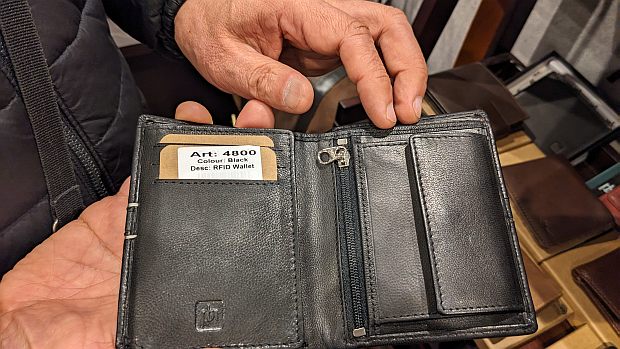 Art: 4800
Colour: Black
Desc: RFID Wallet